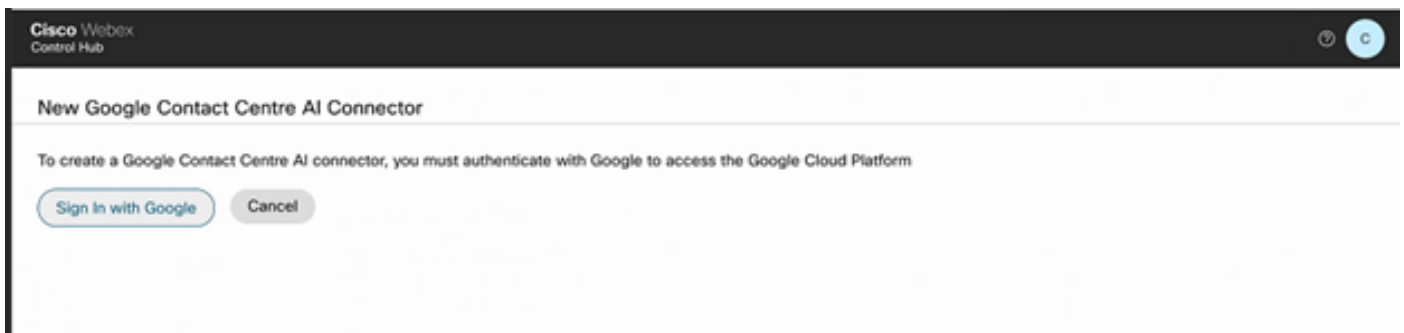 Cisco Webex
Control Hub
?
C
New Google Contact Centre AI Connector
To create a Google Contact Centre AI connector, you must authenticate with Google to access the Google Cloud Platform
Sign In with Google
Cancel